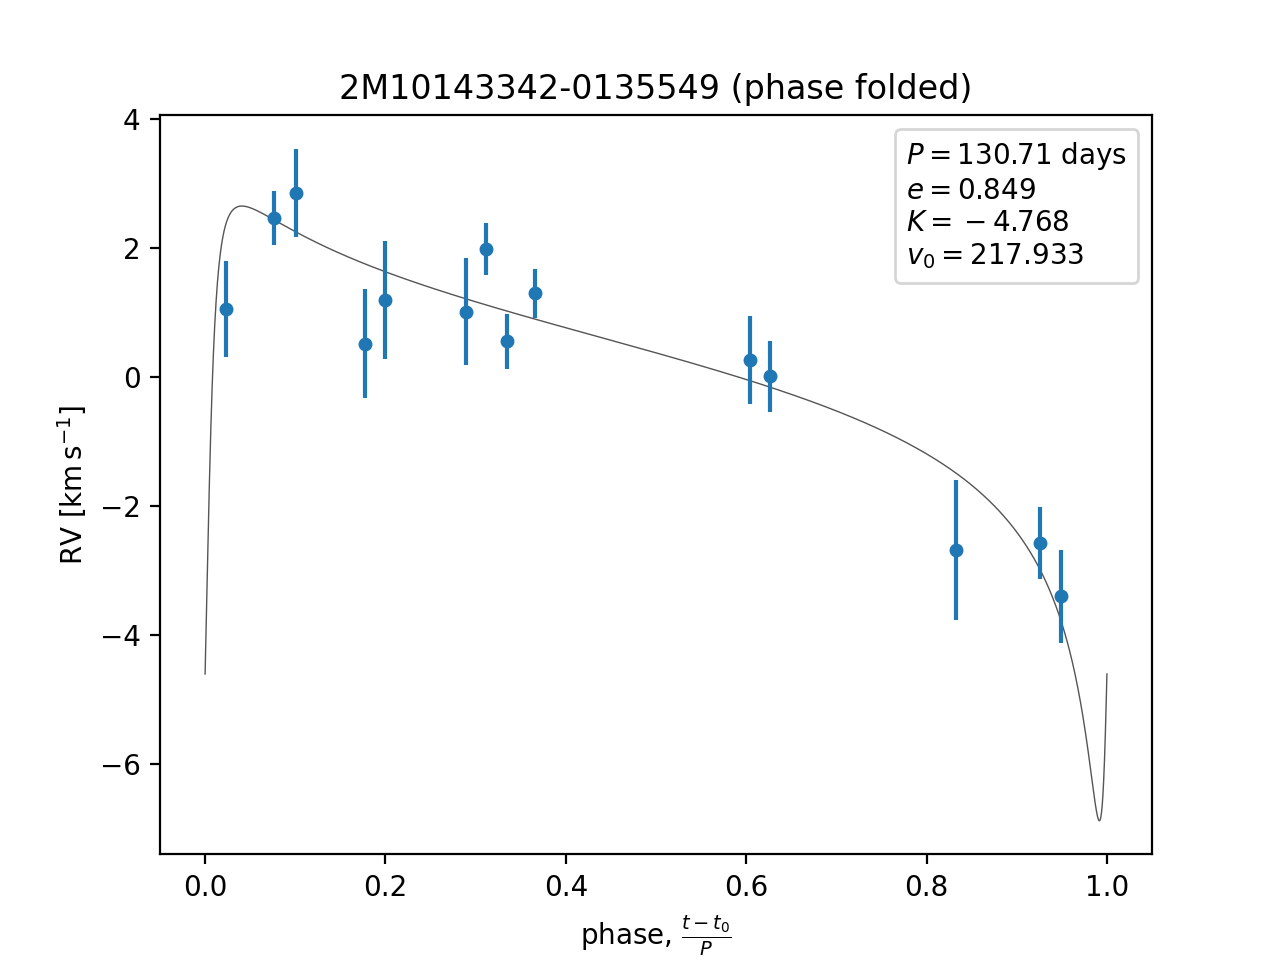 2M10143342-0135549 (phase folded)
P = 130.71 days
e = 0.849
K = −4.768
v₀ = 217.933
4
2
0
−2
−4
−6
RV [km s⁻¹]
0.0 0.2 0.4 0.6 0.8 1.0
phase, (t − t₀)/P